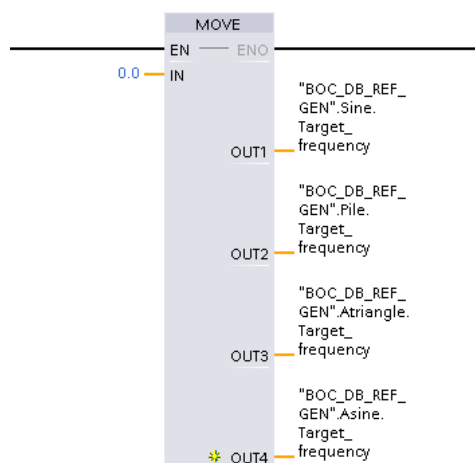 MOVE
EN
ENO
0.0
IN
"BOC_DB_REF_
GEN".Sine.
Target_
frequency
OUT1
"BOC_DB_REF_
GEN".Pile.
Target_
frequency
OUT2
"BOC_DB_REF_
GEN".Atriangle.
Target_
frequency
OUT3
"BOC_DB_REF_
GEN".Asine.
Target_
frequency
OUT4